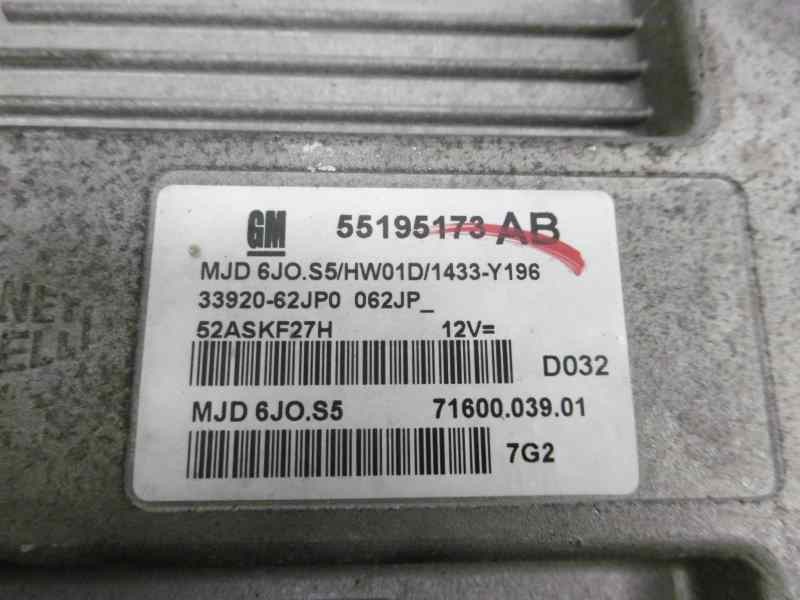 GM 55195173 AB
MJD 6JO.S5/HW01D/1433-Y196
33920-62JP0 062JP_
52ASKF27H 12V=
D032
MJD 6JO.S5 71600.039.01
7G2